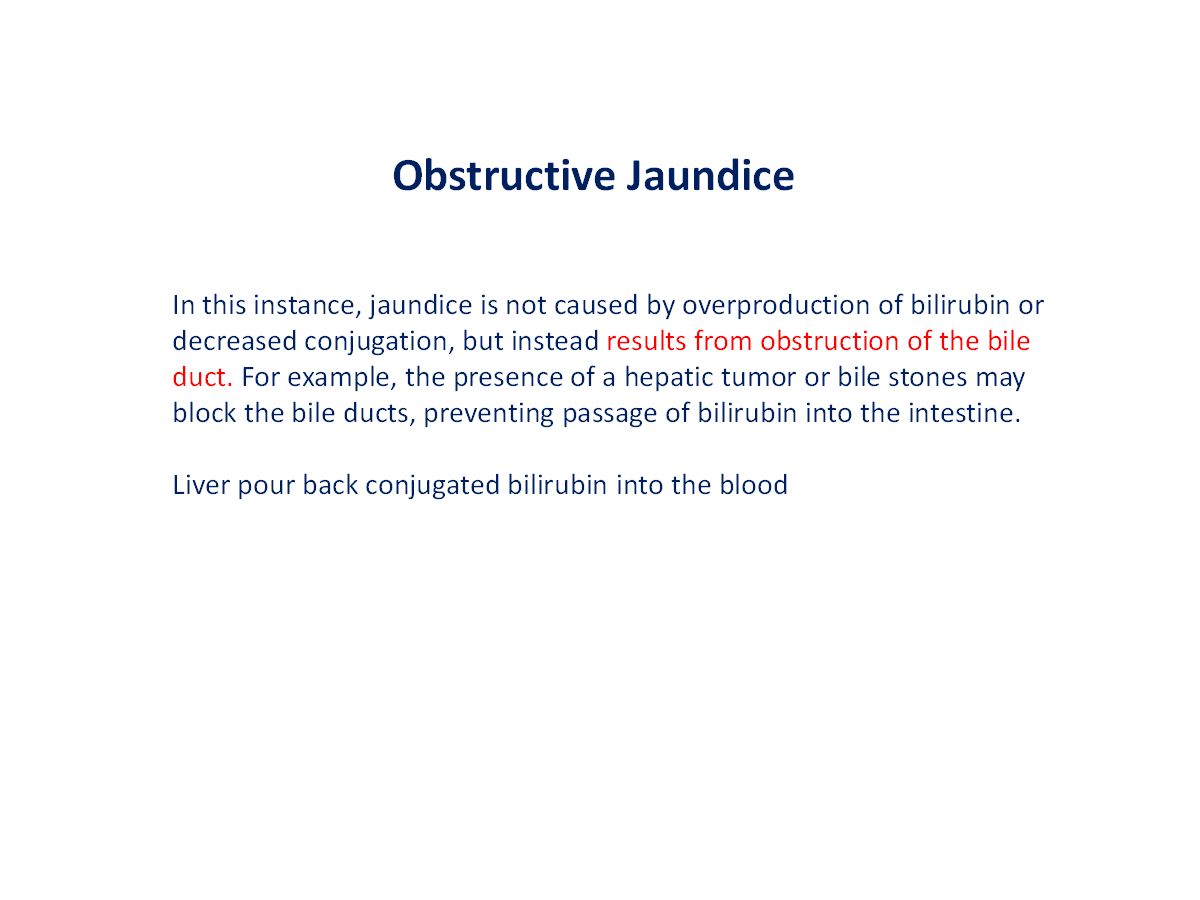 Obstructive Jaundice
In this instance, jaundice is not caused by overproduction of bilirubin or
decreased conjugation, but instead results from obstruction of the bile
duct. For example, the presence of a hepatic tumor or bile stones may
block the bile ducts, preventing passage of bilirubin into the intestine.
Liver pour back conjugated bilirubin into the blood